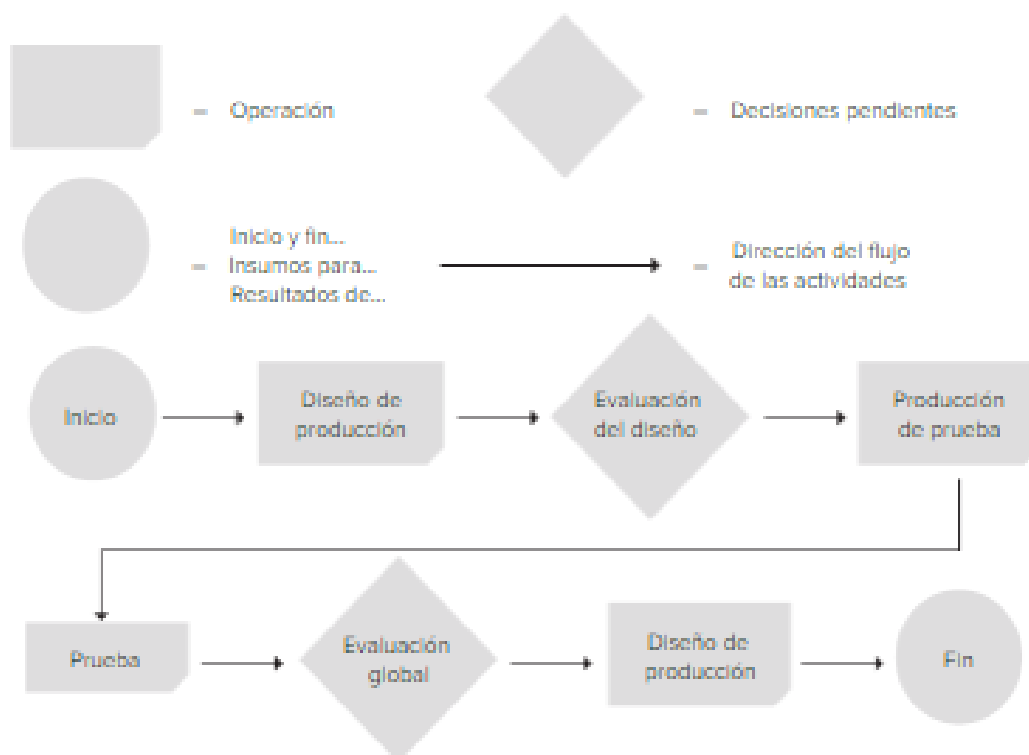 – Operación
– Decisiones pendientes
Inicio y fin...
– Insumos para...
Resultados de...
– Dirección del flujo
de las actividades
Inicio
Diseño de
producción
Evaluación
del diseño
Producción
de prueba
Prueba
Evaluación
global
Diseño de
producción
Fin